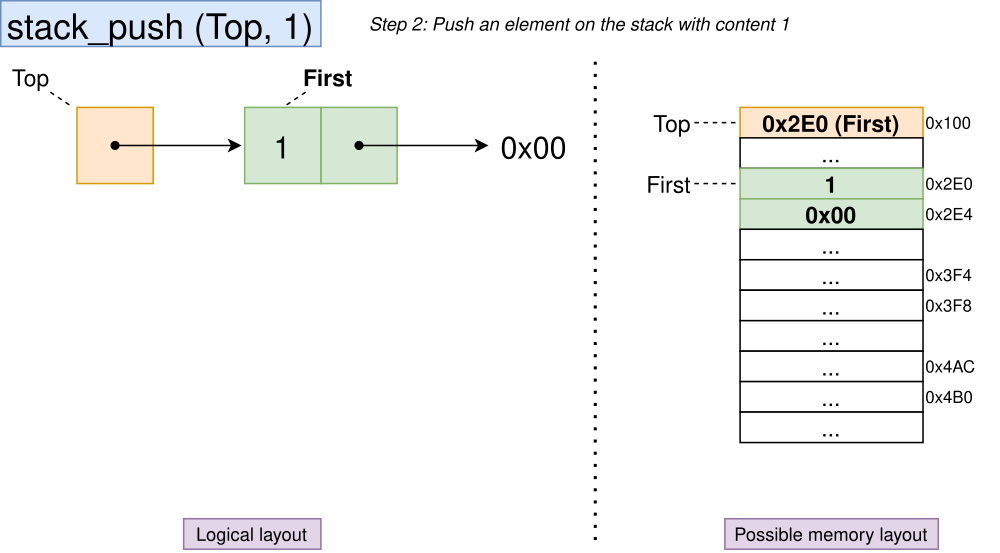 stack_push (Top, 1)
Step 2: Push an element on the stack with content 1
Top
First
1
0x00
Top
0x2E0 (First)
0x100
...
First
1
0x2E0
0x00
0x2E4
...
...
0x3F4
...
0x3F8
...
...
0x4AC
...
0x4B0
...
Logical layout
Possible memory layout